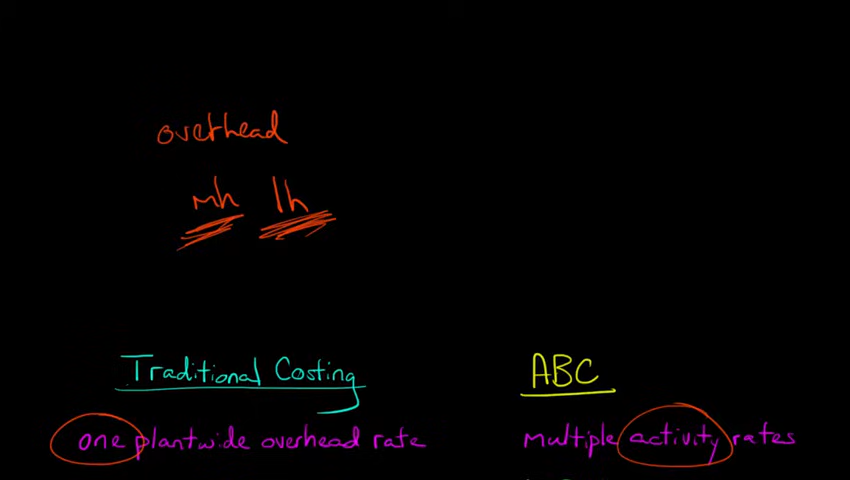 overhead
mh lh
Traditional Costing
ABC
one plantwide overhead rate
multiple activity rates